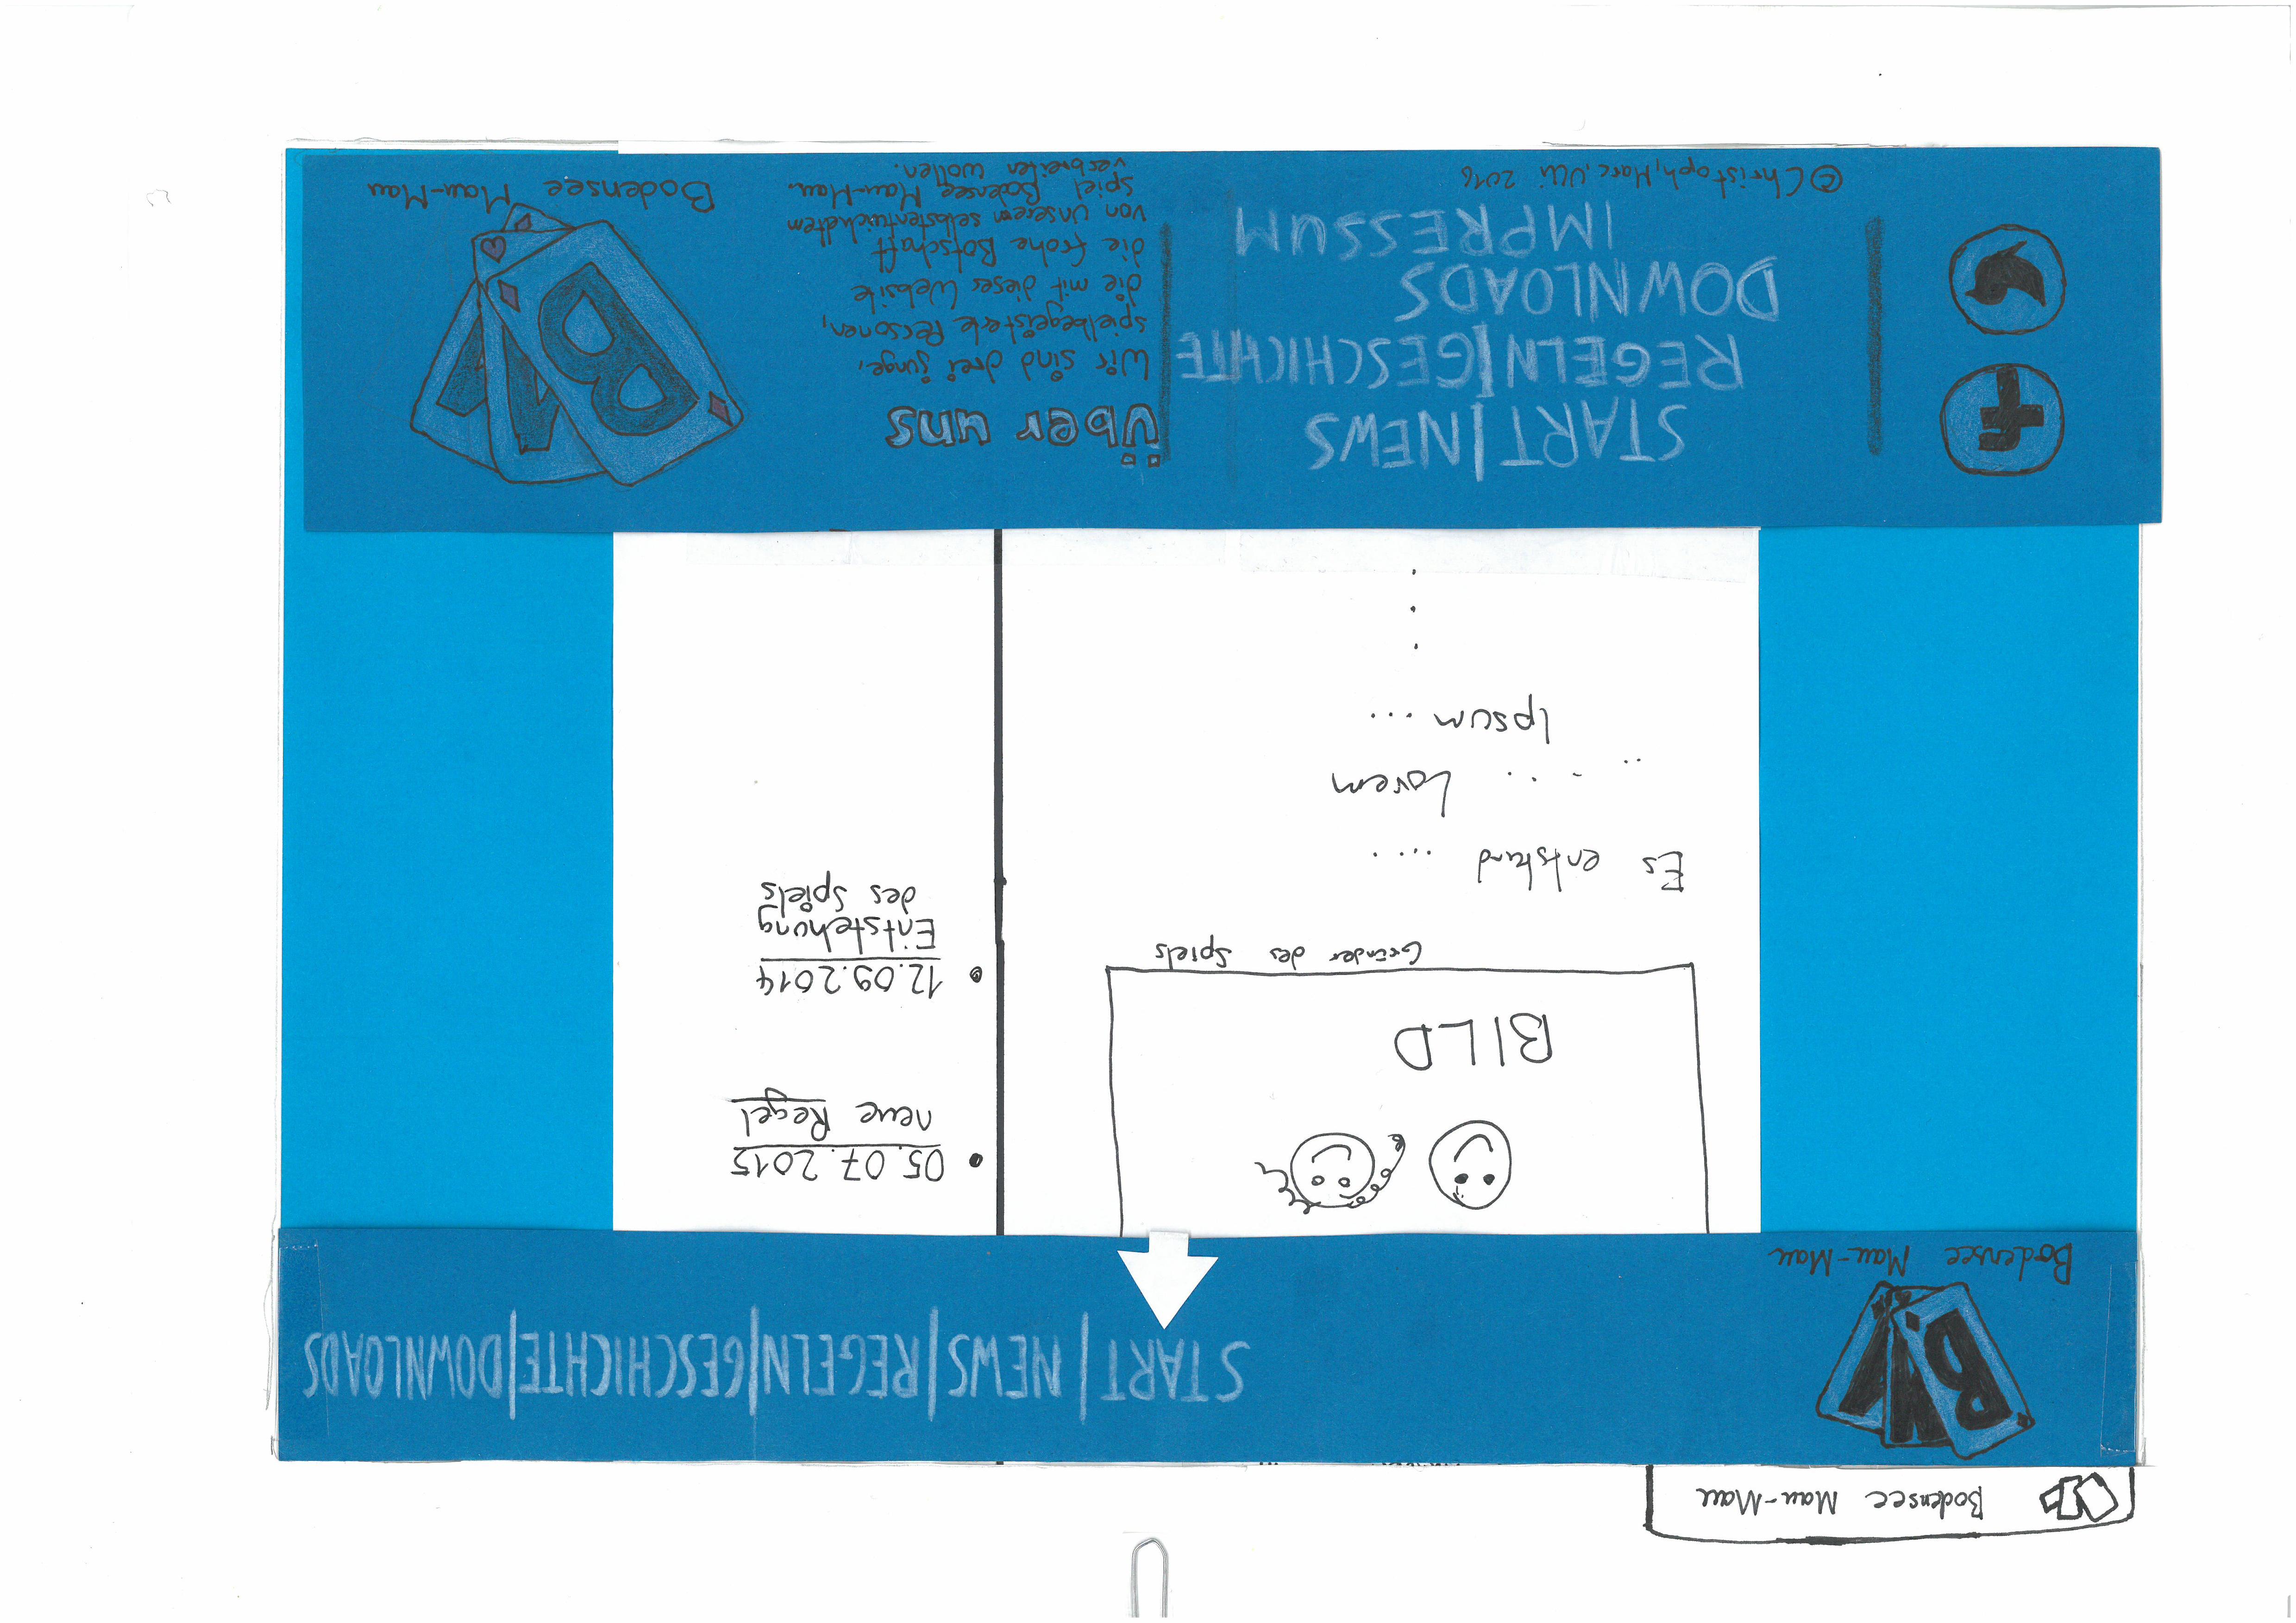 Bodensee Mau-Mau
BMM
Bodensee Mau-Mau
START | NEWS | REGELN | GESCHICHTE | DOWNLOADS
BILD
Gründer des Spiels
Es entstand ....
.. - .. Lorem
Ipsum ...
• 05.07.2015
neue Regel
• 12.09.2014
Entstehung
des Spiels
f
START | NEWS
REGELN | GESCHICHTE
DOWNLOADS
IMPRESSUM
© Christoph, Marc, Ulli 2016
Über uns
Wir sind drei junge,
spielbegeisterte Personen,
die mit dieser Website
die frohe Botschaft
von unserem selbstentwickeltem
Spiel Bodensee Mau-Mau.
verbreiten wollen.
BMM
Bodensee Mau-Mau